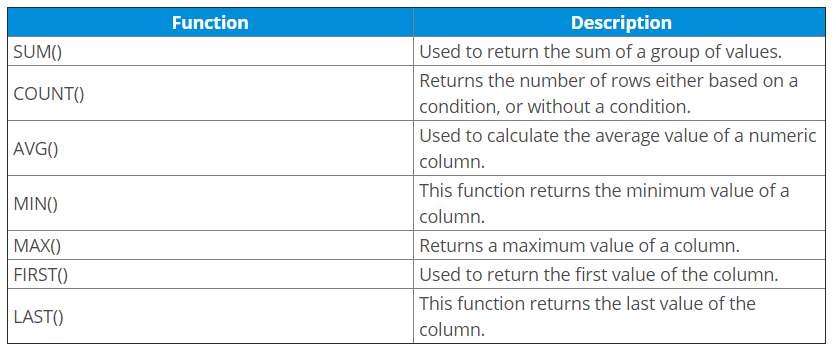 Function Description
SUM() Used to return the sum of a group of values.
COUNT() Returns the number of rows either based on a
condition, or without a condition.
AVG() Used to calculate the average value of a numeric
column.
MIN() This function returns the minimum value of a
column.
MAX() Returns a maximum value of a column.
FIRST() Used to return the first value of the column.
LAST() This function returns the last value of the
column.